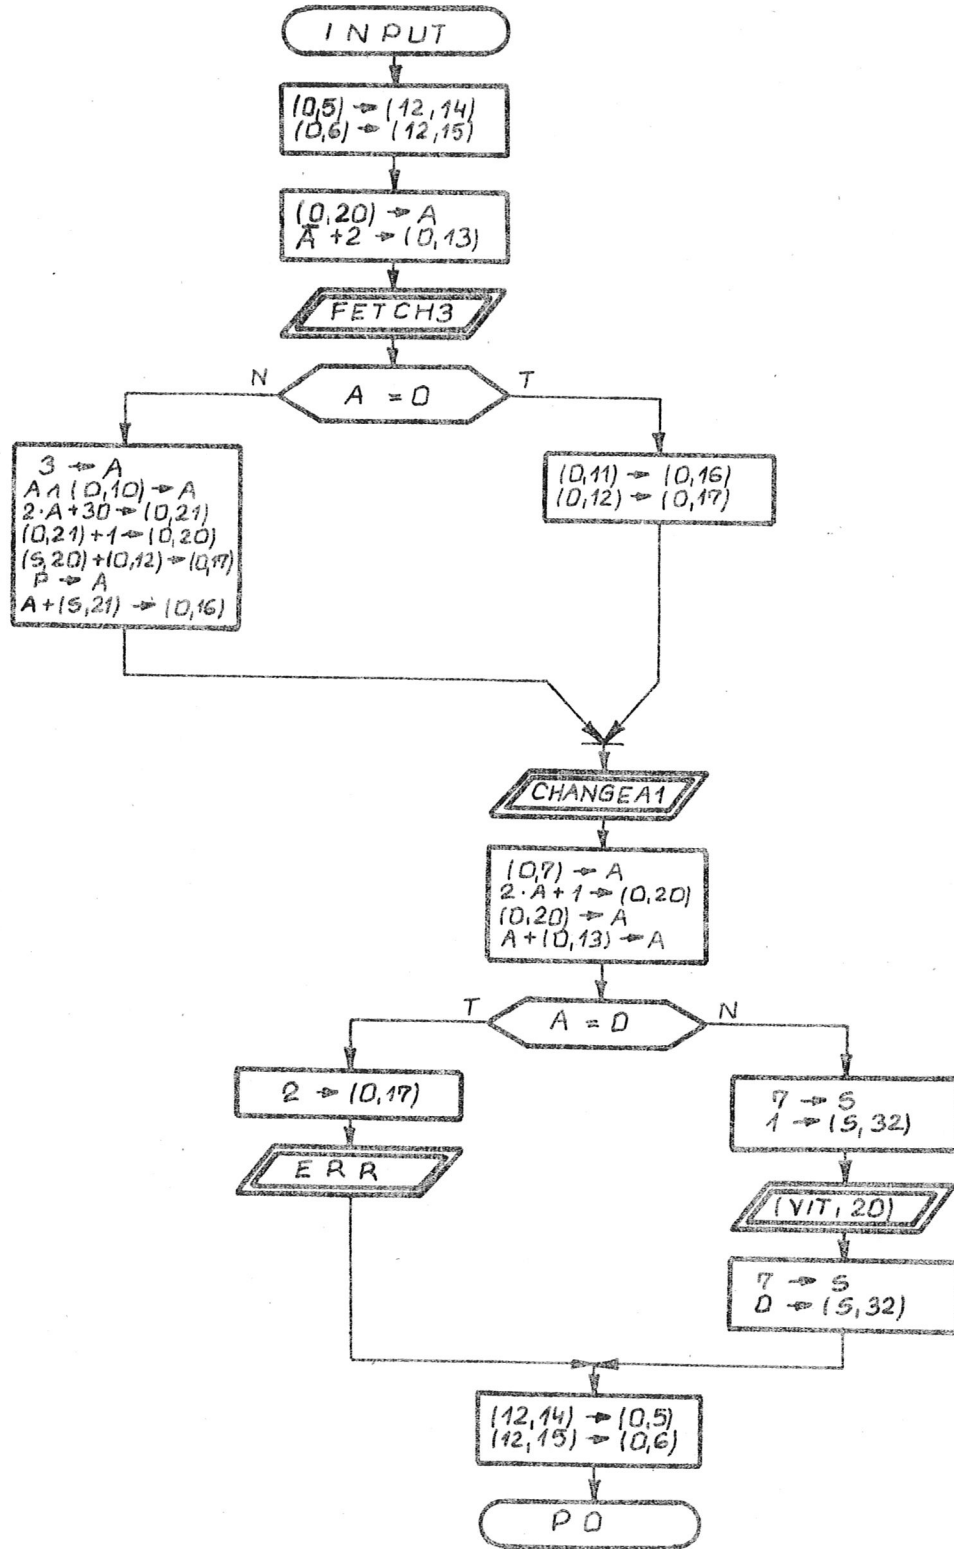 INPUT
(0,5) → (12,14)
(0,6) → (12,15)
(0,20) → A
A + 2 → (0,13)
FETCH3
N
A = 0
T
3 → A
A∧(0,10) → A
2·A+30→(0,21)
(0,21)+1→(0,20)
(S,20)+(0,12)→(0,17)
P → A
A+(S,21) → (0,16)
(0,11) → (0,16)
(0,12) → (0,17)
CHANGEA1
(0,7) → A
2·A+1→(0,20)
(0,20) → A
A+(0,13)→A
T
A = 0
N
2 → (0,17)
ERR
7 → S
1 → (S,32)
(VIT,20)
7 → S
0 → (S,32)
(12,14) → (0,5)
(12,15) → (0,6)
P0